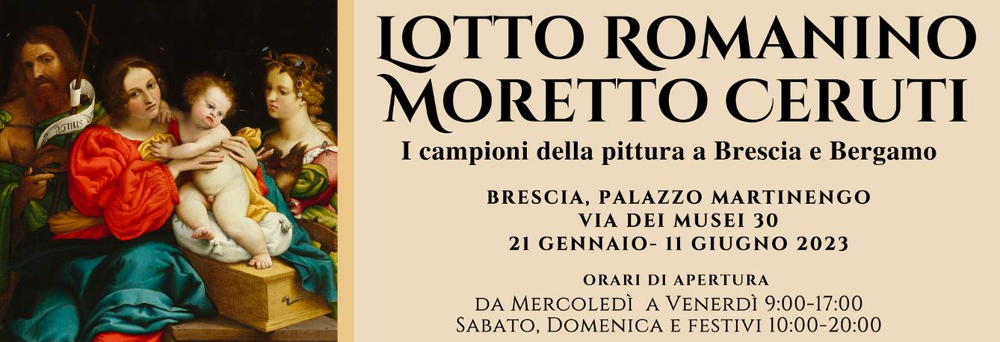 agnus d
LOTTO ROMANINO
MORETTO CERUTI
I campioni della pittura a Brescia e Bergamo
BRESCIA, PALAZZO MARTINENGO
VIA DEI MUSEI 30
21 GENNAIO- 11 GIUGNO 2023
ORARI DI APERTURA
DA MERCOLEDÌ A VENERDÌ 9:00-17:00
SABATO, DOMENICA E FESTIVI 10:00-20:00